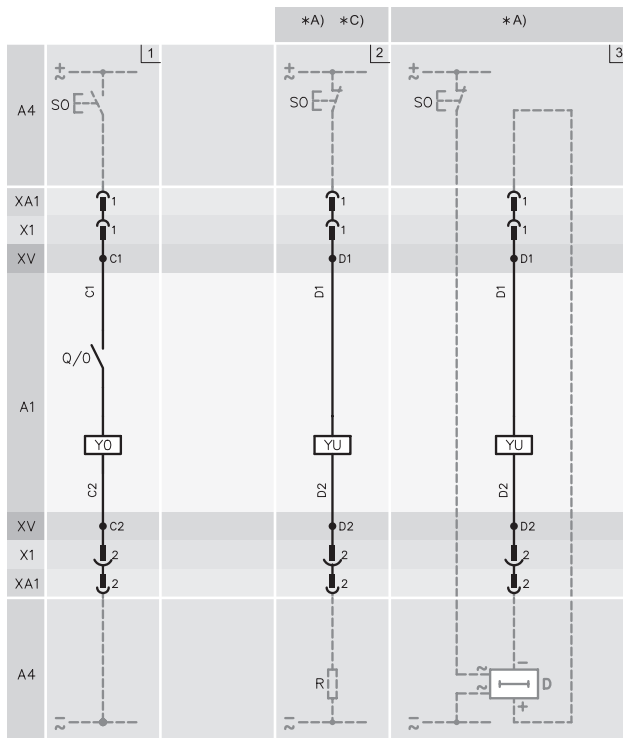 *A) *C) *A)
1 2 3
+ + +
~ ~ ~
A4 SO SO SO
XA1 1 1 1
X1 1 1 1
XV C1 D1 D1
C1 D1 D1
Q/0
A1
Y0 YU YU
C2 D2 D2
XV C2 D2 D2
X1 2 2 2
XA1 2 2 2
~ −
A4 R ~ D
+
− − −
~ ~ ~